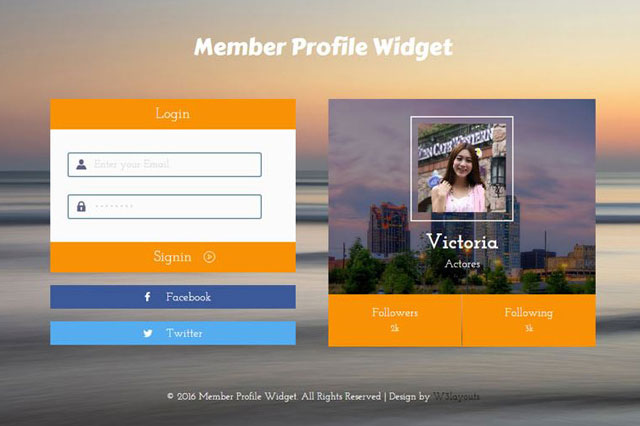 Member Profile Widget
Login
Enter your Email
Signin
Facebook
Twitter
Victoria
Actores
Followers
2k
Following
3k
© 2016 Member Profile Widget. All Rights Reserved | Design by W3layouts